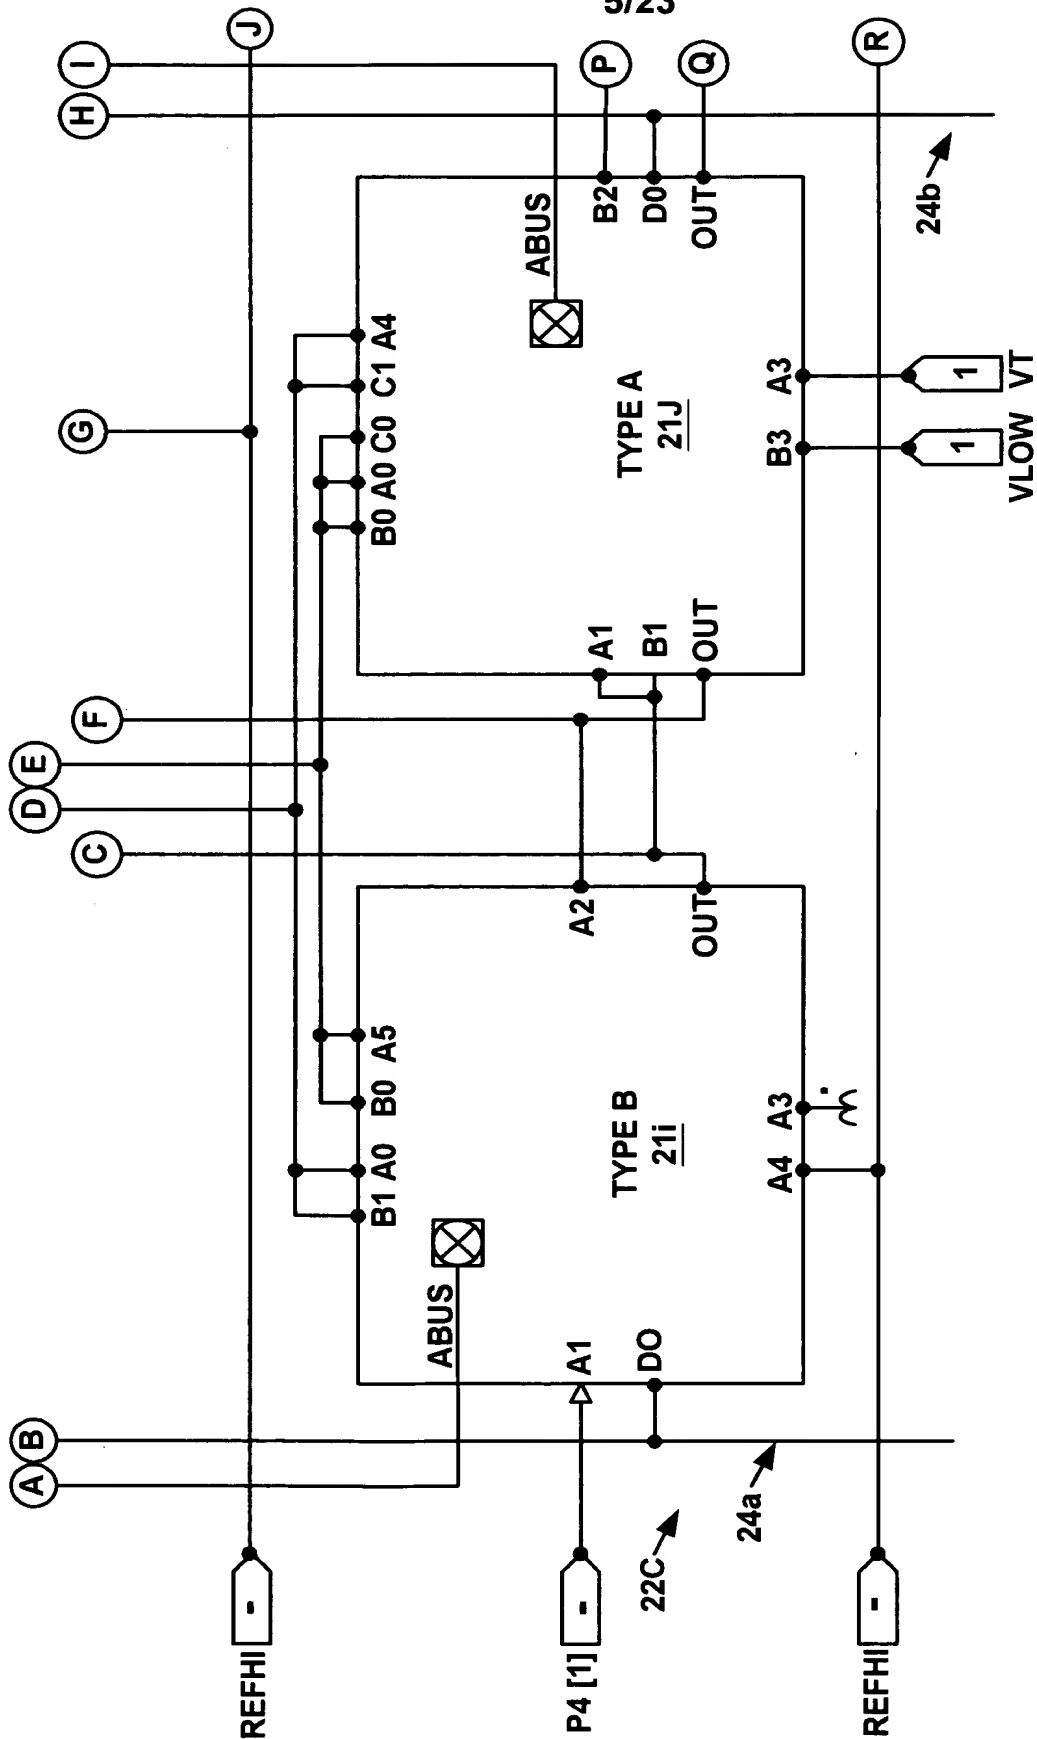 5/23
A
B
C
D
E
F
G
H
I
J
REFHI
-
ABUS
B1 A0 B0 A5
A1
DO
TYPE B
21i
A2
OUT
A4 A3
P4 [1]
-
22C
24a
REFHI
-
B0 A0 C0 C1 A4
ABUS
A1
B1
OUT
TYPE A
21J
B2
D0
OUT
B3 A3
P
Q
R
24b
1
VLOW
1
VT